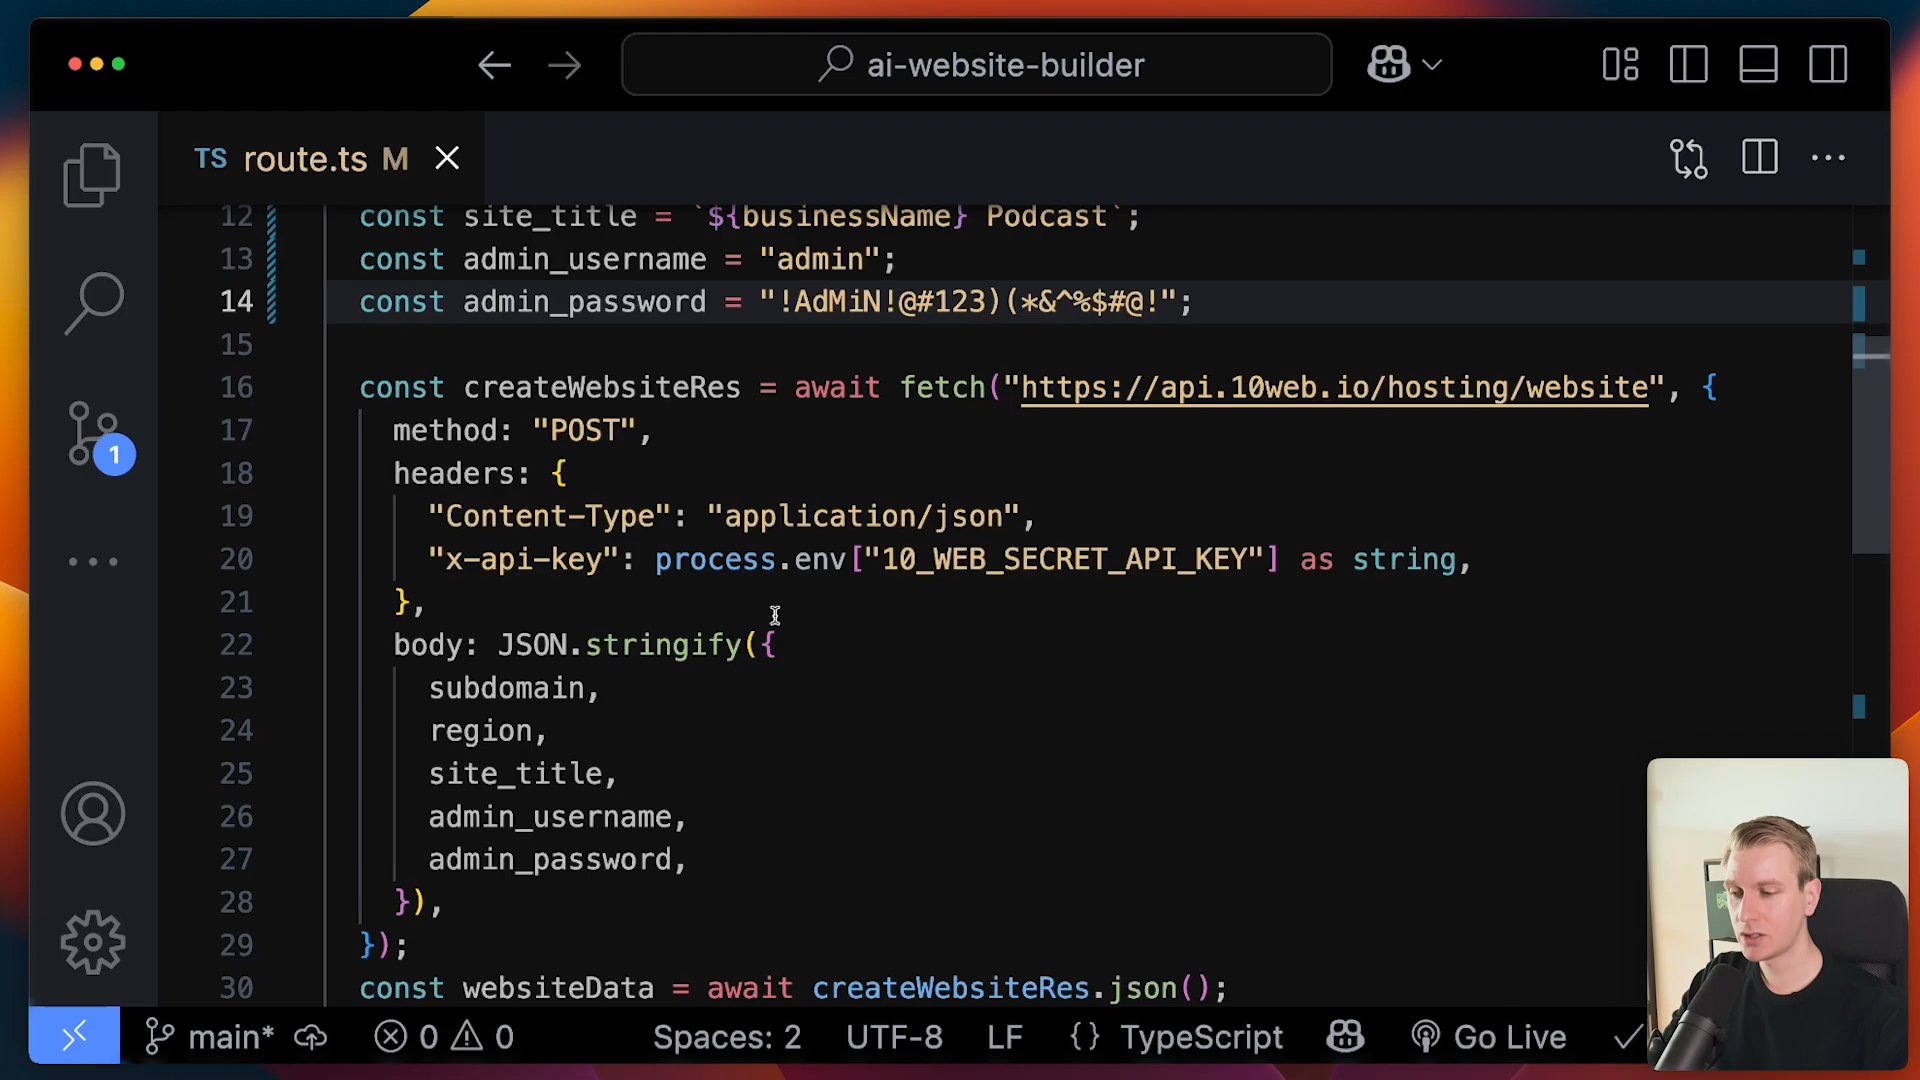 ai-website-builder
TS route.ts M
12 const site_title = `${businessName} Podcast`;
13 const admin_username = "admin";
14 const admin_password = "!AdMiN!@#123)(*&^%$#@!";
15
16 const createWebsiteRes = await fetch("https://api.10web.io/hosting/website", {
17 method: "POST",
18 headers: {
19 "Content-Type": "application/json",
20 "x-api-key": process.env["10_WEB_SECRET_API_KEY"] as string,
21 },
22 body: JSON.stringify({
23 subdomain,
24 region,
25 site_title,
26 admin_username,
27 admin_password,
28 }),
29 });
30 const websiteData = await createWebsiteRes.json();
1
main* 0 0 Spaces: 2 UTF-8 LF {} TypeScript Go Live